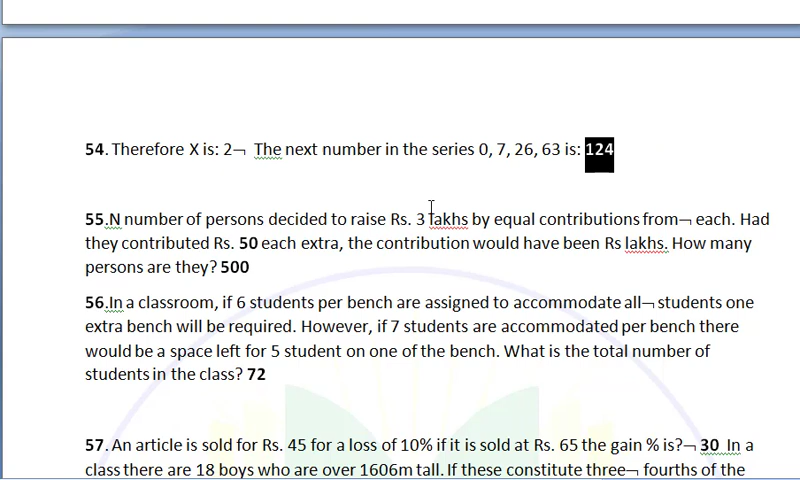 54. Therefore X is: 2¬ The next number in the series 0, 7, 26, 63 is: 124
55.N number of persons decided to raise Rs. 3 lakhs by equal contributions from¬ each. Had
they contributed Rs. 50 each extra, the contribution would have been Rs lakhs. How many
persons are they? 500
56.In a classroom, if 6 students per bench are assigned to accommodate all¬ students one
extra bench will be required. However, if 7 students are accommodated per bench there
would be a space left for 5 student on one of the bench. What is the total number of
students in the class? 72
57. An article is sold for Rs. 45 for a loss of 10% if it is sold at Rs. 65 the gain % is?¬ 30 In a
class there are 18 boys who are over 1606m tall. If these constitute three¬ fourths of the